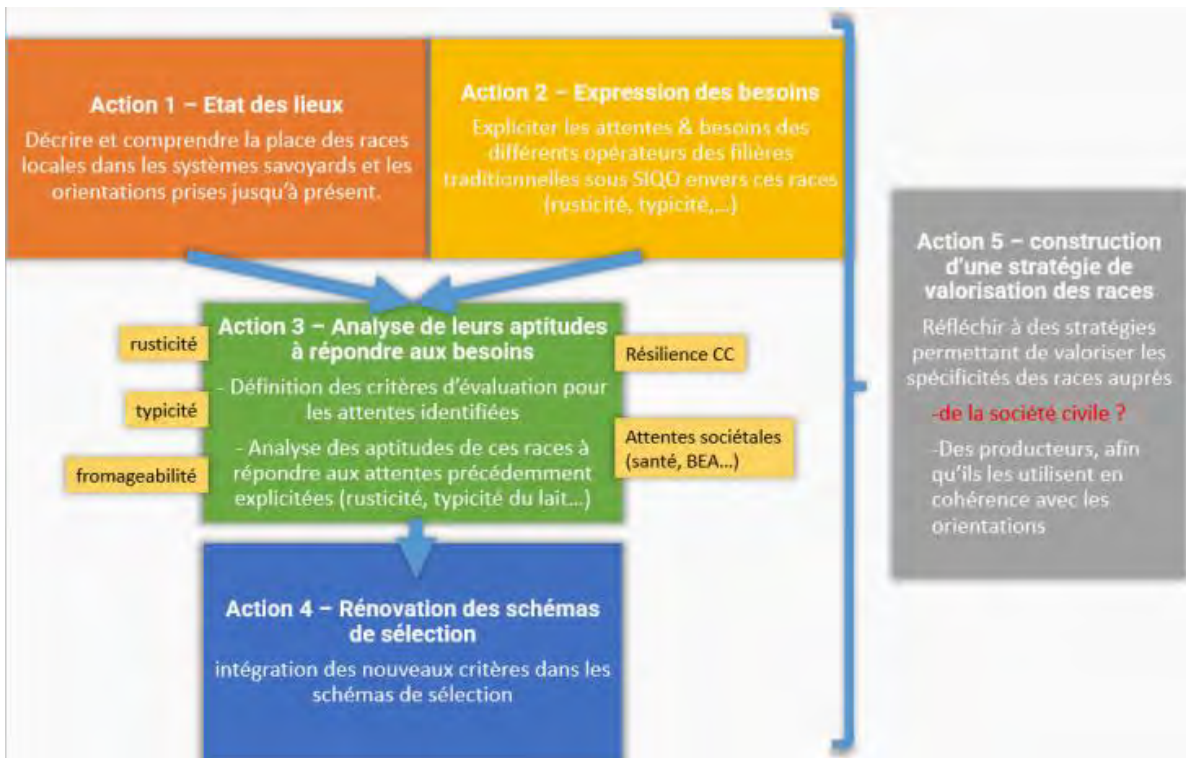 Action 1 – Etat des lieux
Décrire et comprendre la place des races
locales dans les systèmes savoyards et les
orientations prises jusqu'à présent.
Action 2 – Expression des besoins
Expliciter les attentes & besoins des
différents opérateurs des filières
traditionnelles sous SIQO envers ces races
(rusticité, typicité,...)
Action 3 – Analyse de leurs aptitudes
à répondre aux besoins
- Définition des critères d'évaluation pour
les attentes identifiées
- Analyse des aptitudes de ces races à
répondre aux attentes précédemment
explicitées (rusticité, typicité du lait...)
rusticité
typicité
fromageabilité
Résilience CC
Attentes sociétales
(santé, BEA...)
Action 4 – Rénovation des schémas
de sélection
intégration des nouveaux critères dans les
schémas de sélection
Action 5 – construction
d'une stratégie de
valorisation des races
Réfléchir à des stratégies
permettant de valoriser les
spécificités des races auprès
-de la société civile ?
-Des producteurs, afin
qu'ils les utilisent en
cohérence avec les
orientations